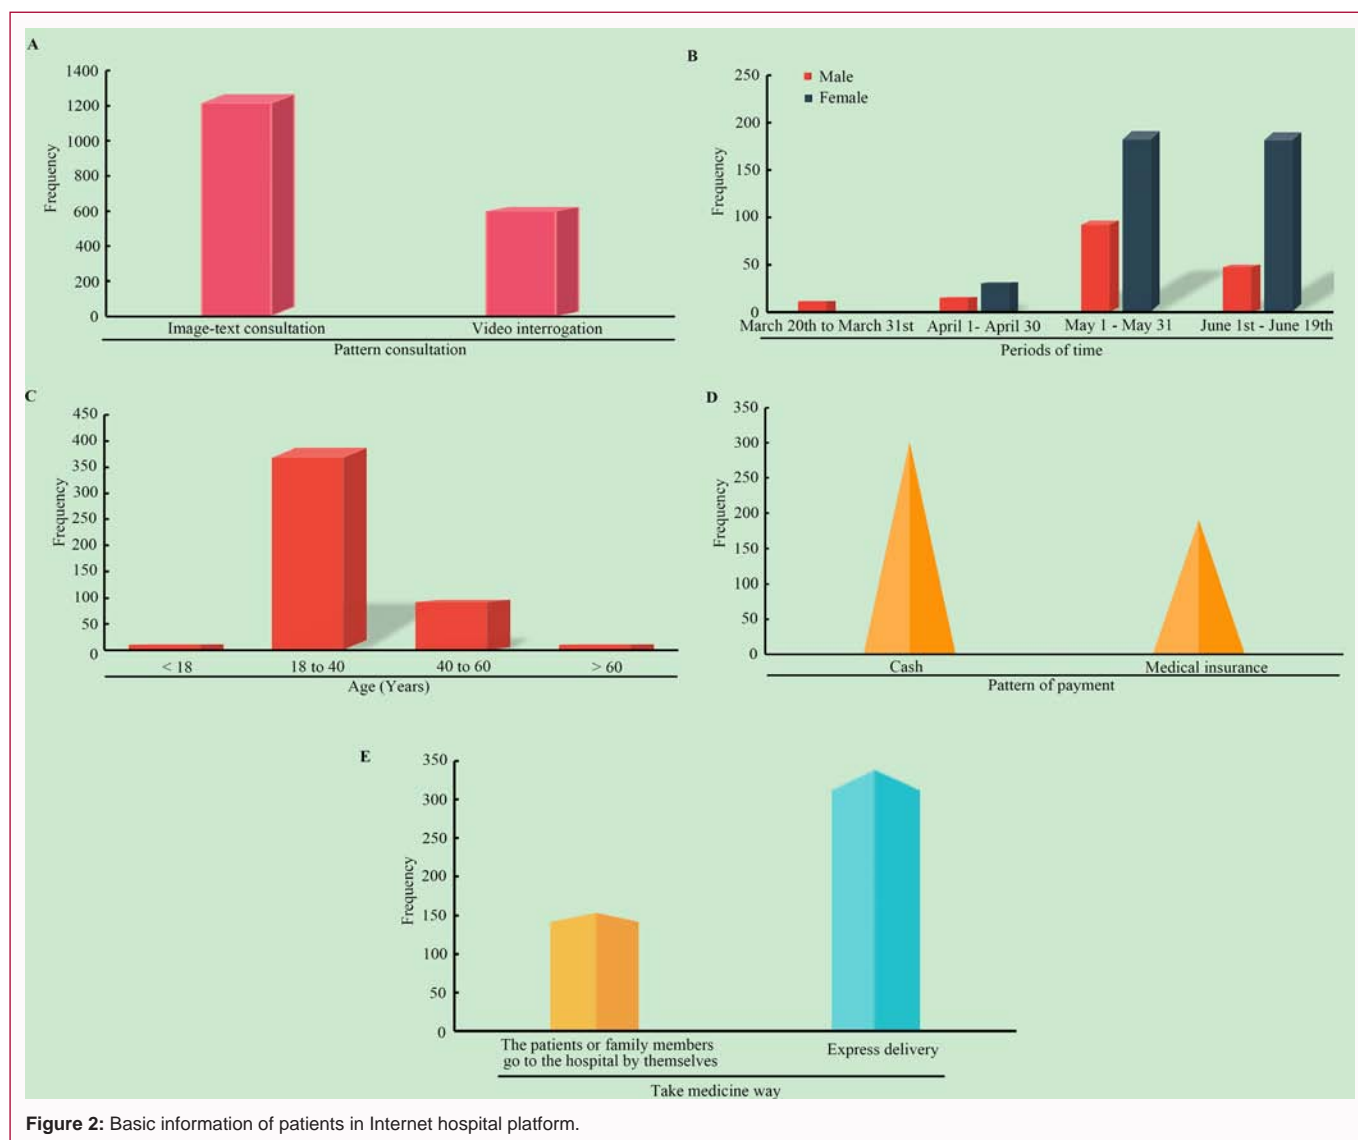 A
1400
1200
1000
800
600
400
200
0
Frequency
Image-text consultation
Video interrogation
Pattern consultation
B
250
200
150
100
50
0
Frequency
Male
Female
March 20th to March 31st
April 1- April 30
May 1 - May 31
June 1st - June 19th
Periods of time
C
450
400
350
300
250
200
150
100
50
0
Frequency
< 18
18 to 40
40 to 60
> 60
Age (Years)
D
350
300
250
200
150
100
50
0
Frequency
Cash
Medical insurance
Pattern of payment
E
350
300
250
200
150
100
50
0
Frequency
The patients or family members
go to the hospital by themselves
Express delivery
Take medicine way
Figure 2: Basic information of patients in Internet hospital platform.